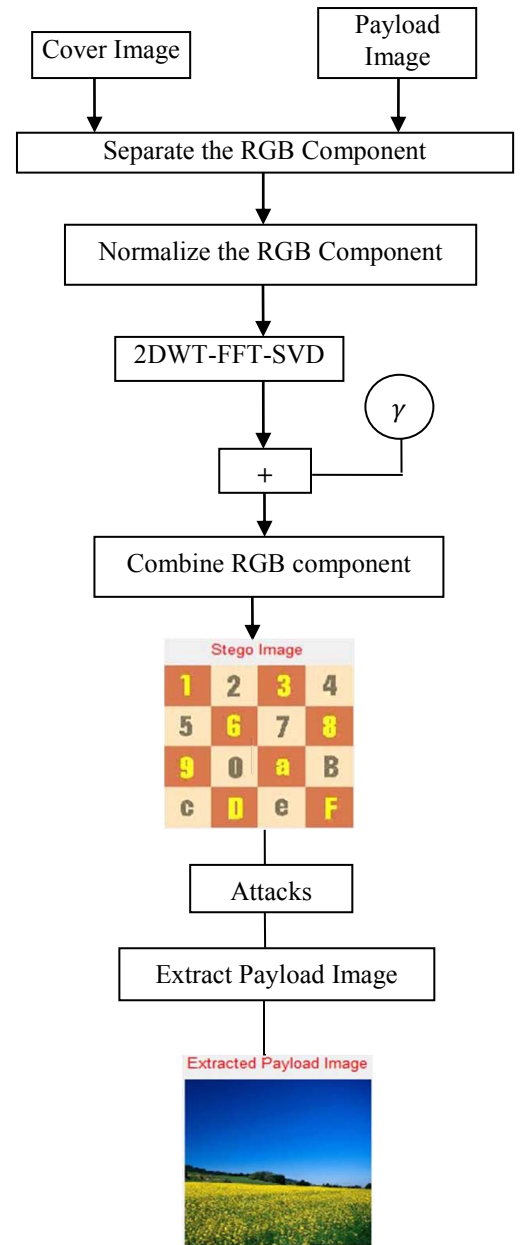 Cover Image
Payload
Image
Separate the RGB Component
Normalize the RGB Component
2DWT-FFT-SVD
γ
+
Combine RGB component
Stego Image
1 2 3 4
5 6 7 8
9 0 a B
c D e F
Attacks
Extract Payload Image
Extracted Payload Image